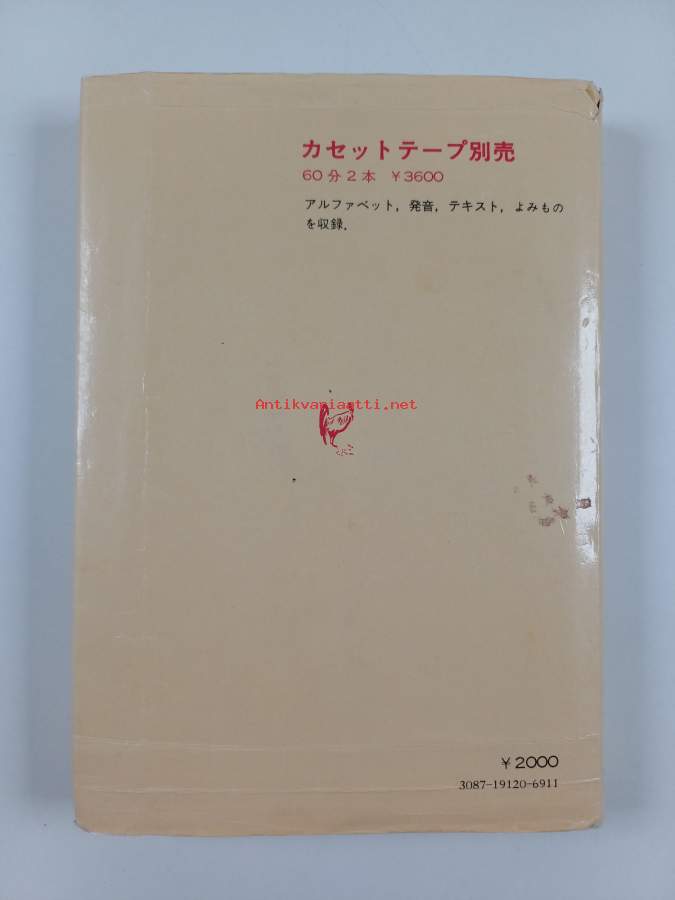 カセットテープ別売
60分2本 ¥3600
アルファベット，発音，テキスト，よみもの
を収録．
Antikvariaatti.net
¥2000
3087-19120-6911